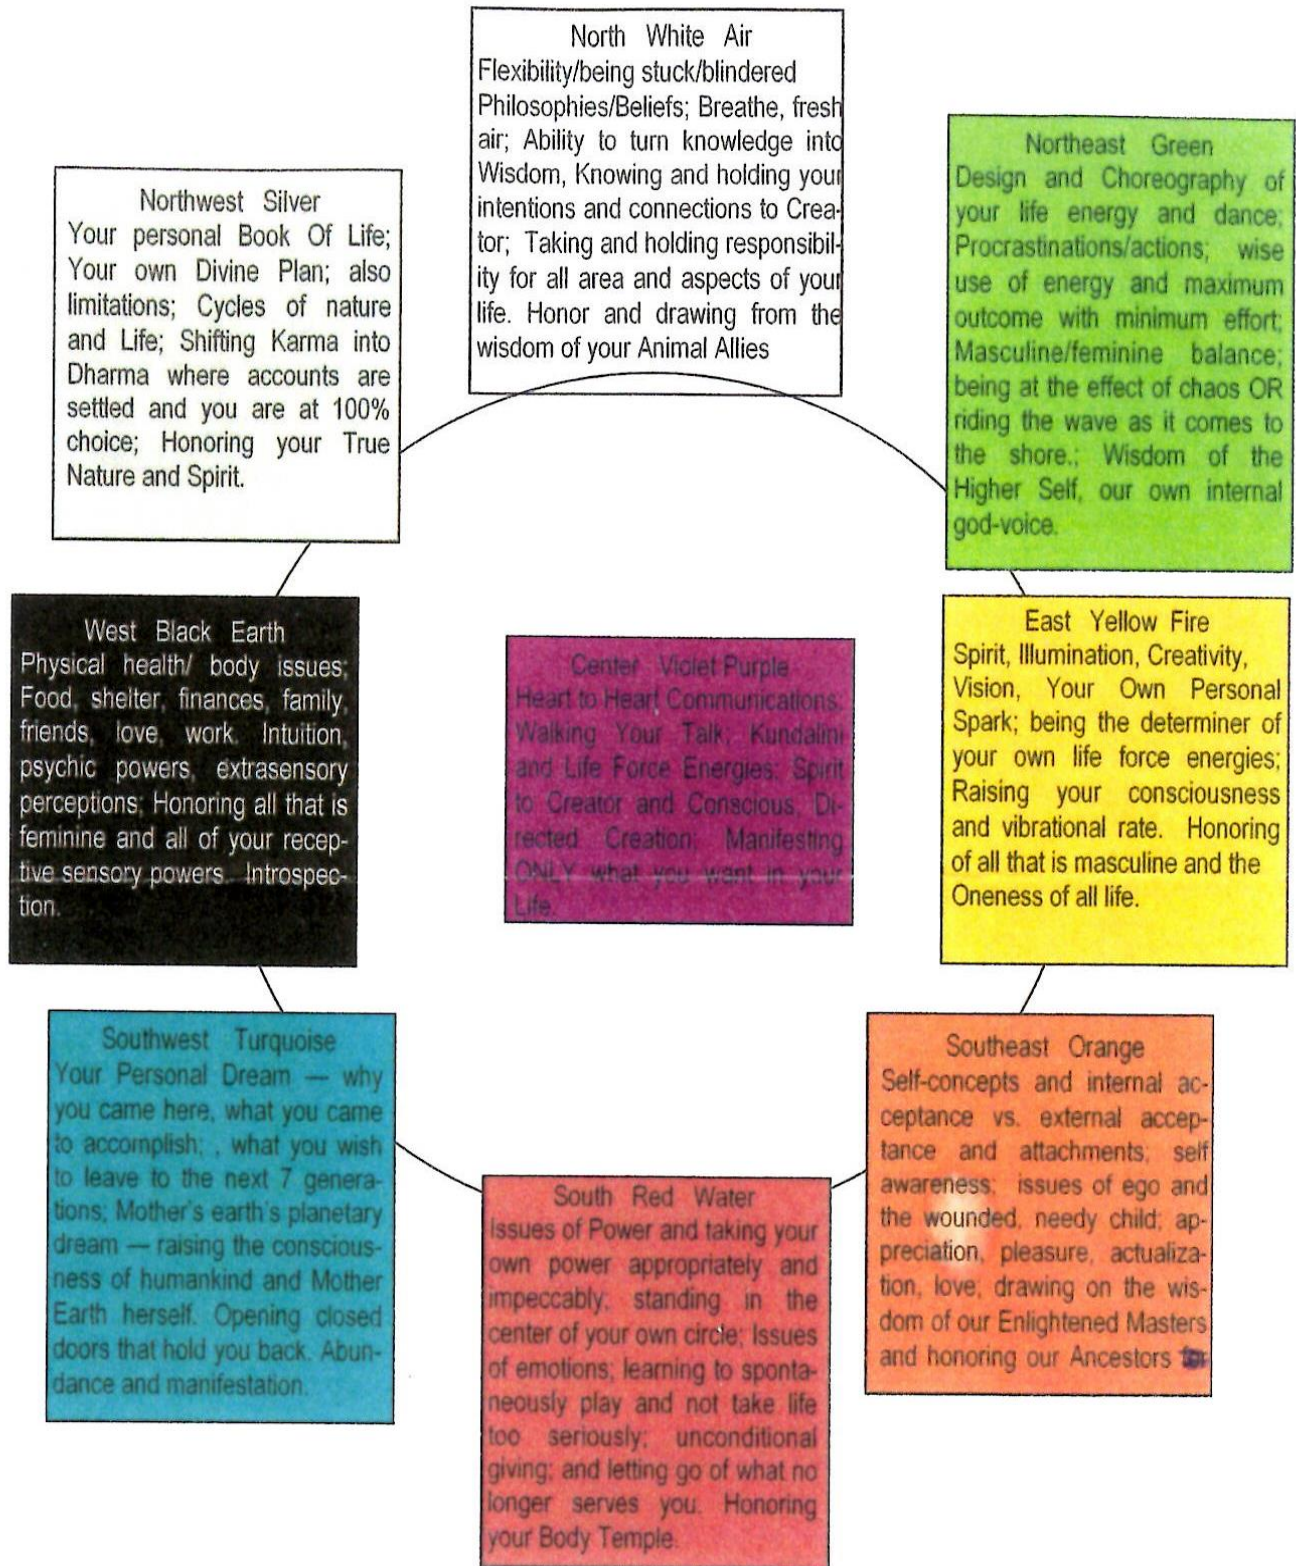 North White Air
Flexibility/being stuck/blindered
Philosophies/Beliefs; Breathe, fresh
air; Ability to turn knowledge into
Wisdom, Knowing and holding your
intentions and connections to Crea-
tor; Taking and holding responsibil-
ity for all area and aspects of your
life. Honor and drawing from the
wisdom of your Animal Allies
Northeast Green
Design and Choreography of
your life energy and dance;
Procrastinations/actions; wise
use of energy and maximum
outcome with minimum effort;
Masculine/feminine balance;
being at the effect of chaos OR
riding the wave as it comes to
the shore.; Wisdom of the
Higher Self, our own internal
god-voice.
Northwest Silver
Your personal Book Of Life;
Your own Divine Plan; also
limitations; Cycles of nature
and Life; Shifting Karma into
Dharma where accounts are
settled and you are at 100%
choice; Honoring your True
Nature and Spirit.
West Black Earth
Physical health/ body issues;
Food, shelter, finances, family,
friends, love, work. Intuition,
psychic powers, extrasensory
perceptions; Honoring all that is
feminine and all of your recep-
tive sensory powers. Introspec-
tion.
Center Violet Purple
Heart to Heart Communications;
Walking Your Talk, Kundalini
and Life Force Energies; Spirit
to Creator and Conscious, Di-
rected Creation; Manifesting
ONLY what you want in your
Life.
East Yellow Fire
Spirit, Illumination, Creativity,
Vision, Your Own Personal
Spark; being the determiner of
your own life force energies;
Raising your consciousness
and vibrational rate. Honoring
of all that is masculine and the
Oneness of all life.
Southwest Turquoise
Your Personal Dream — why
you came here, what you came
to accomplish; , what you wish
to leave to the next 7 genera-
tions; Mother's earth's planetary
dream — raising the conscious-
ness of humankind and Mother
Earth herself. Opening closed
doors that hold you back. Abun-
dance and manifestation.
South Red Water
Issues of Power and taking your
own power appropriately and
impeccably; standing in the
center of your own circle; Issues
of emotions; learning to sponta-
neously play and not take life
too seriously; unconditional
giving; and letting go of what no
longer serves you. Honoring
your Body Temple.
Southeast Orange
Self-concepts and internal ac-
ceptance vs. external accep-
tance and attachments; self
awareness; issues of ego and
the wounded, needy child; ap-
preciation, pleasure, actualiza-
tion, love; drawing on the wis-
dom of our Enlightened Masters
and honoring our Ancestors